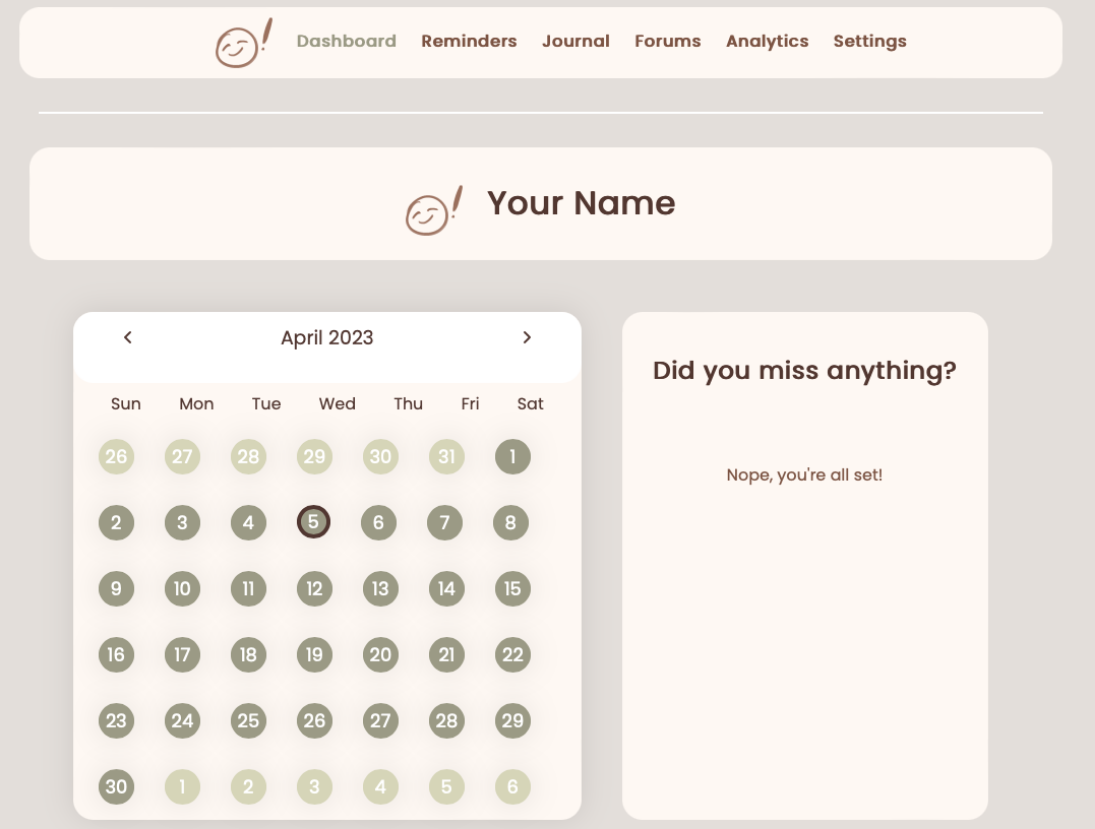 Dashboard Reminders Journal Forums Analytics Settings
Your Name
April 2023
Sun Mon Tue Wed Thu Fri Sat
26 27 28 29 30 31 1
2 3 4 5 6 7 8
9 10 11 12 13 14 15
16 17 18 19 20 21 22
23 24 25 26 27 28 29
30 1 2 3 4 5 6
Did you miss anything?
Nope, you're all set!